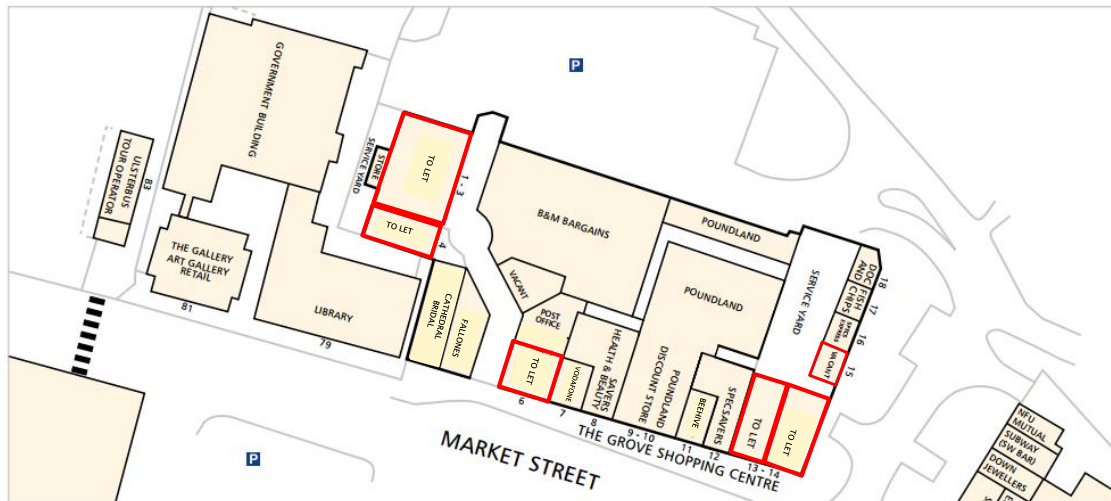 P
GOVERNMENT BUILDING
ULSTERBUS
TOUR OPERATOR
83
THE GALLERY
ART GALLERY
RETAIL
81
LIBRARY
79
STORE
SERVICE YARD
TO LET
1 - 3
TO LET
4
CATHEDRAL
BRIDAL
FALLONES
B&M BARGAINS
VACANT
POST
OFFICE
TO LET
6
VODAFONE
7
SAVERS
HEALTH & BEAUTY
8
POUNDLAND
POUNDLAND
POUNDLAND
DISCOUNT STORE
9 - 10
BEEHIVE
11
SPECSAVERS
12
TO LET
TO LET
13 - 14
SERVICE YARD
DOC FISH
AND CHIPS
18
17
SPICE
EXPRESS
16
VACANT
15
THE GROVE SHOPPING CENTRE
MARKET STREET
P
NFU
MUTUAL
SUBWAY
(SW BAR)
DOWN
JEWELLERS